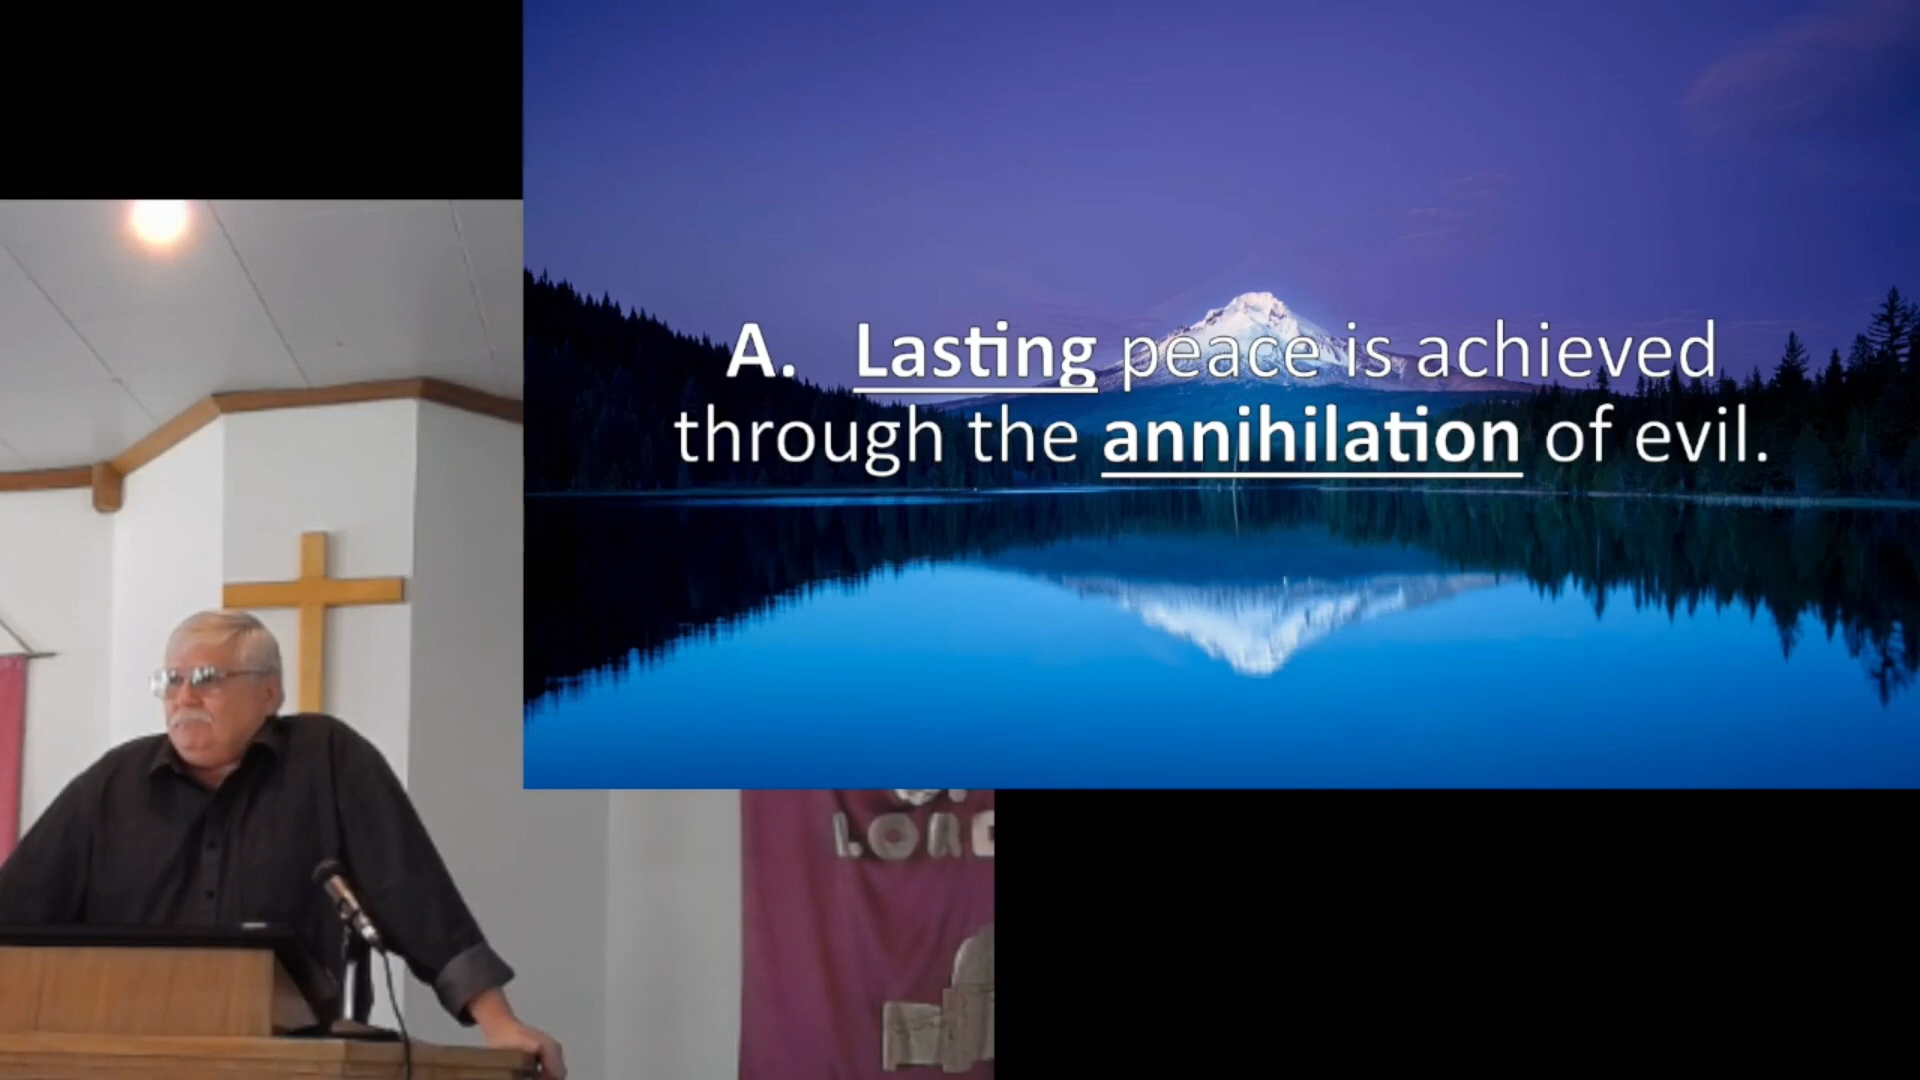 A. Lasting peace is achieved
through the annihilation of evil.
LORD